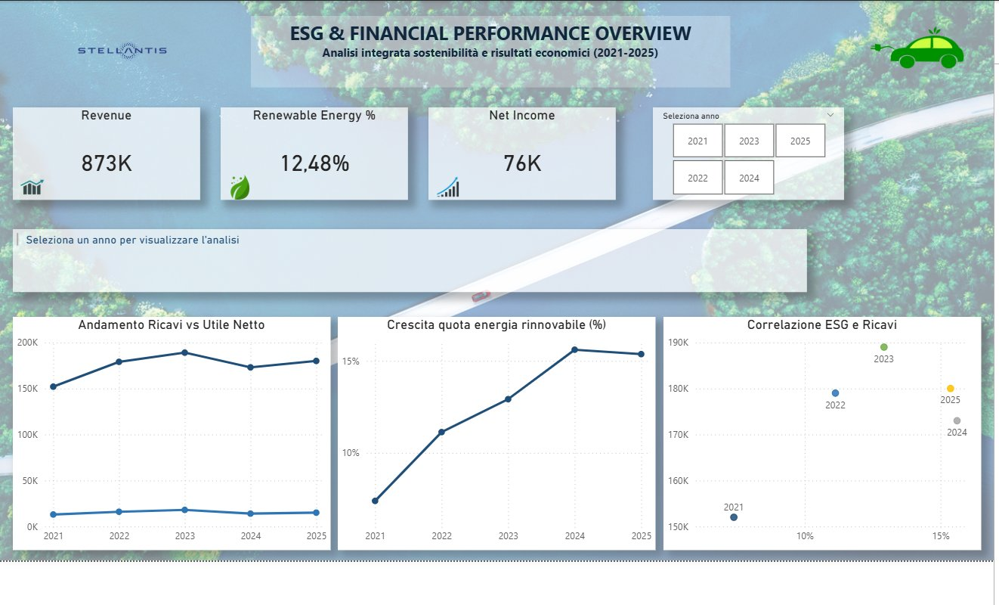 ESG & FINANCIAL PERFORMANCE OVERVIEW
Analisi integrata sostenibilità e risultati economici (2021-2025)
STELLANTIS
Revenue
873K
Renewable Energy %
12,48%
Net Income
76K
Seleziona anno
2021
2023
2025
2022
2024
Seleziona un anno per visualizzare l'analisi
Andamento Ricavi vs Utile Netto
200K
150K
100K
50K
0K
2021
2022
2023
2024
2025
Crescita quota energia rinnovabile (%)
15%
10%
2021
2022
2023
2024
2025
Correlazione ESG e Ricavi
190K
180K
170K
160K
150K
2023
2022
2025
2024
2021
10%
15%